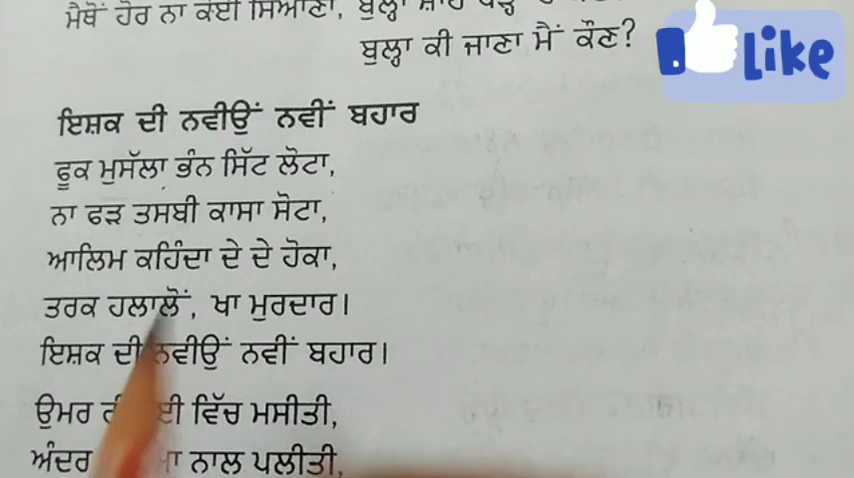 ਮੈਥੋਂ ਹੋਰ ਨਾ ਕੋਈ ਸਿਆਣਾ, ਬੁਲ੍ਹਾ ਸ਼ਾਹ
ਬੁਲ੍ਹਾ ਕੀ ਜਾਣਾ ਮੈਂ ਕੌਣ?
Like
ਇਸ਼ਕ ਦੀ ਨਵੀਉਂ ਨਵੀਂ ਬਹਾਰ
ਫੂਕ ਮੁਸੱਲਾ ਭੰਨ ਸਿੱਟ ਲੋਟਾ,
ਨਾ ਫੜ ਤਸਬੀ ਕਾਸਾ ਸੋਟਾ,
ਆਲਿਮ ਕਹਿੰਦਾ ਦੇ ਦੇ ਹੋਕਾ,
ਤਰਕ ਹਲਾਲੋਂ, ਖਾ ਮੁਰਦਾਰ।
ਇਸ਼ਕ ਦੀ ਨਵੀਉਂ ਨਵੀਂ ਬਹਾਰ।
ਉਮਰ ਵਿੱਚ ਮਸੀਤੀ,
ਅੰਦਰ ਨਾਲ ਪਲੀਤੀ,